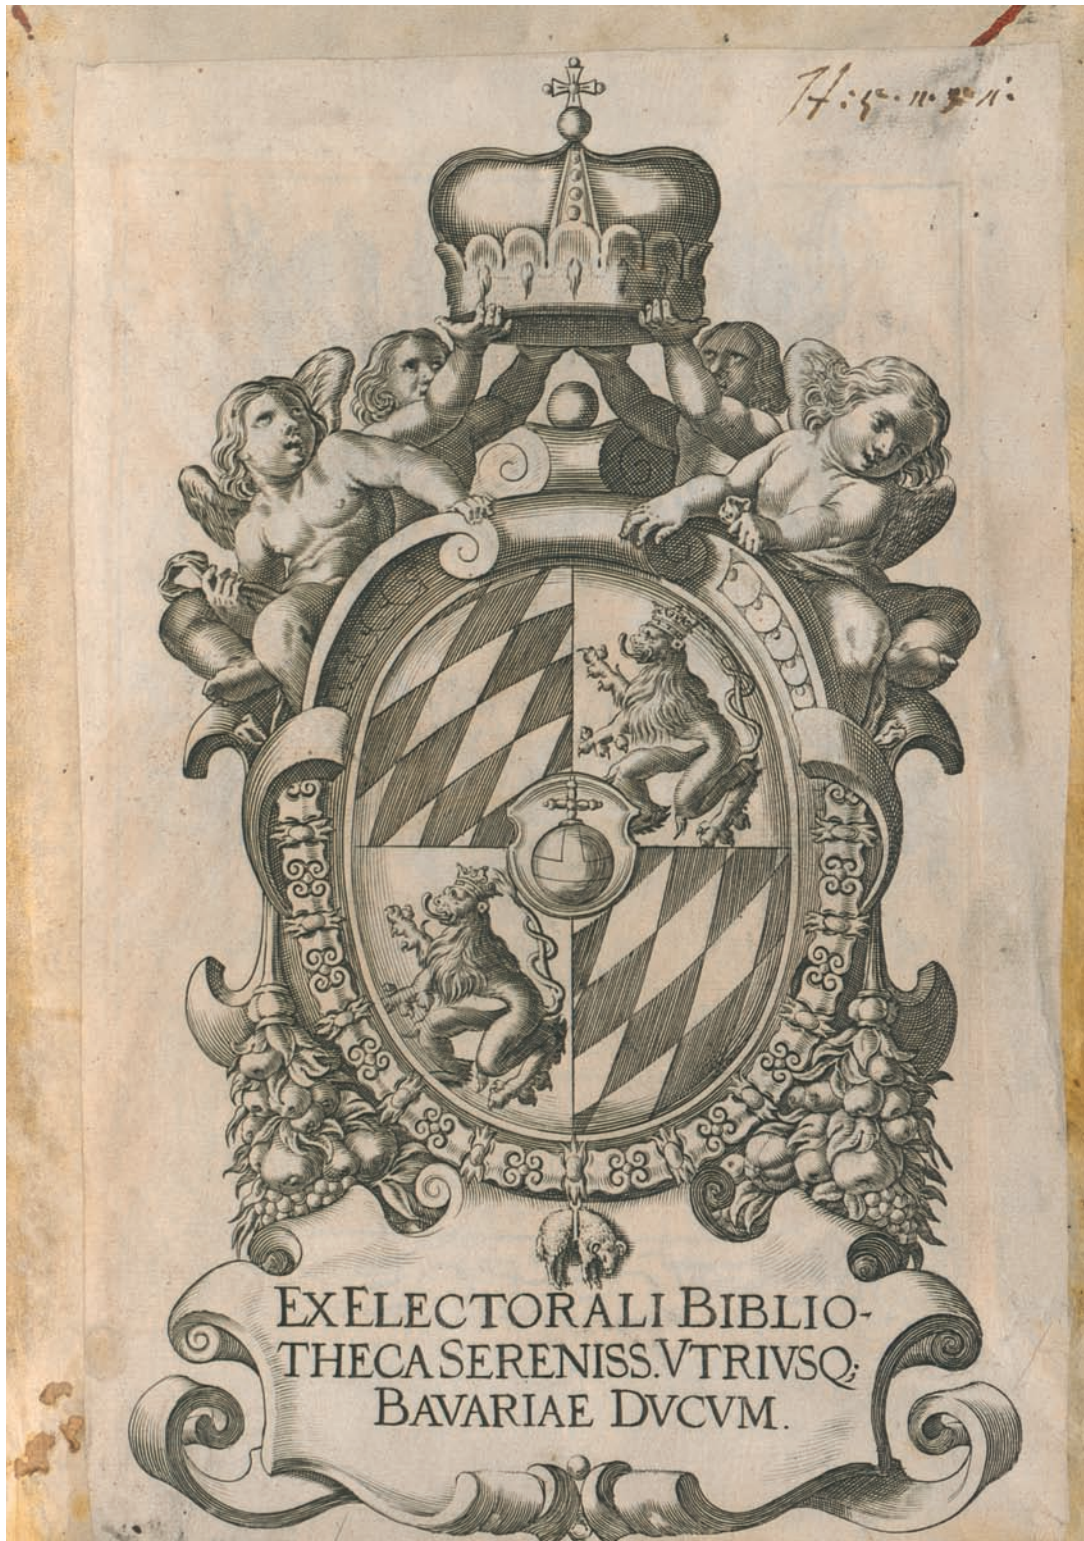 EX ELECTORALI BIBLIO-
THECA SERENISS. VTRIVSQ;
BAVARIAE DVCVM.